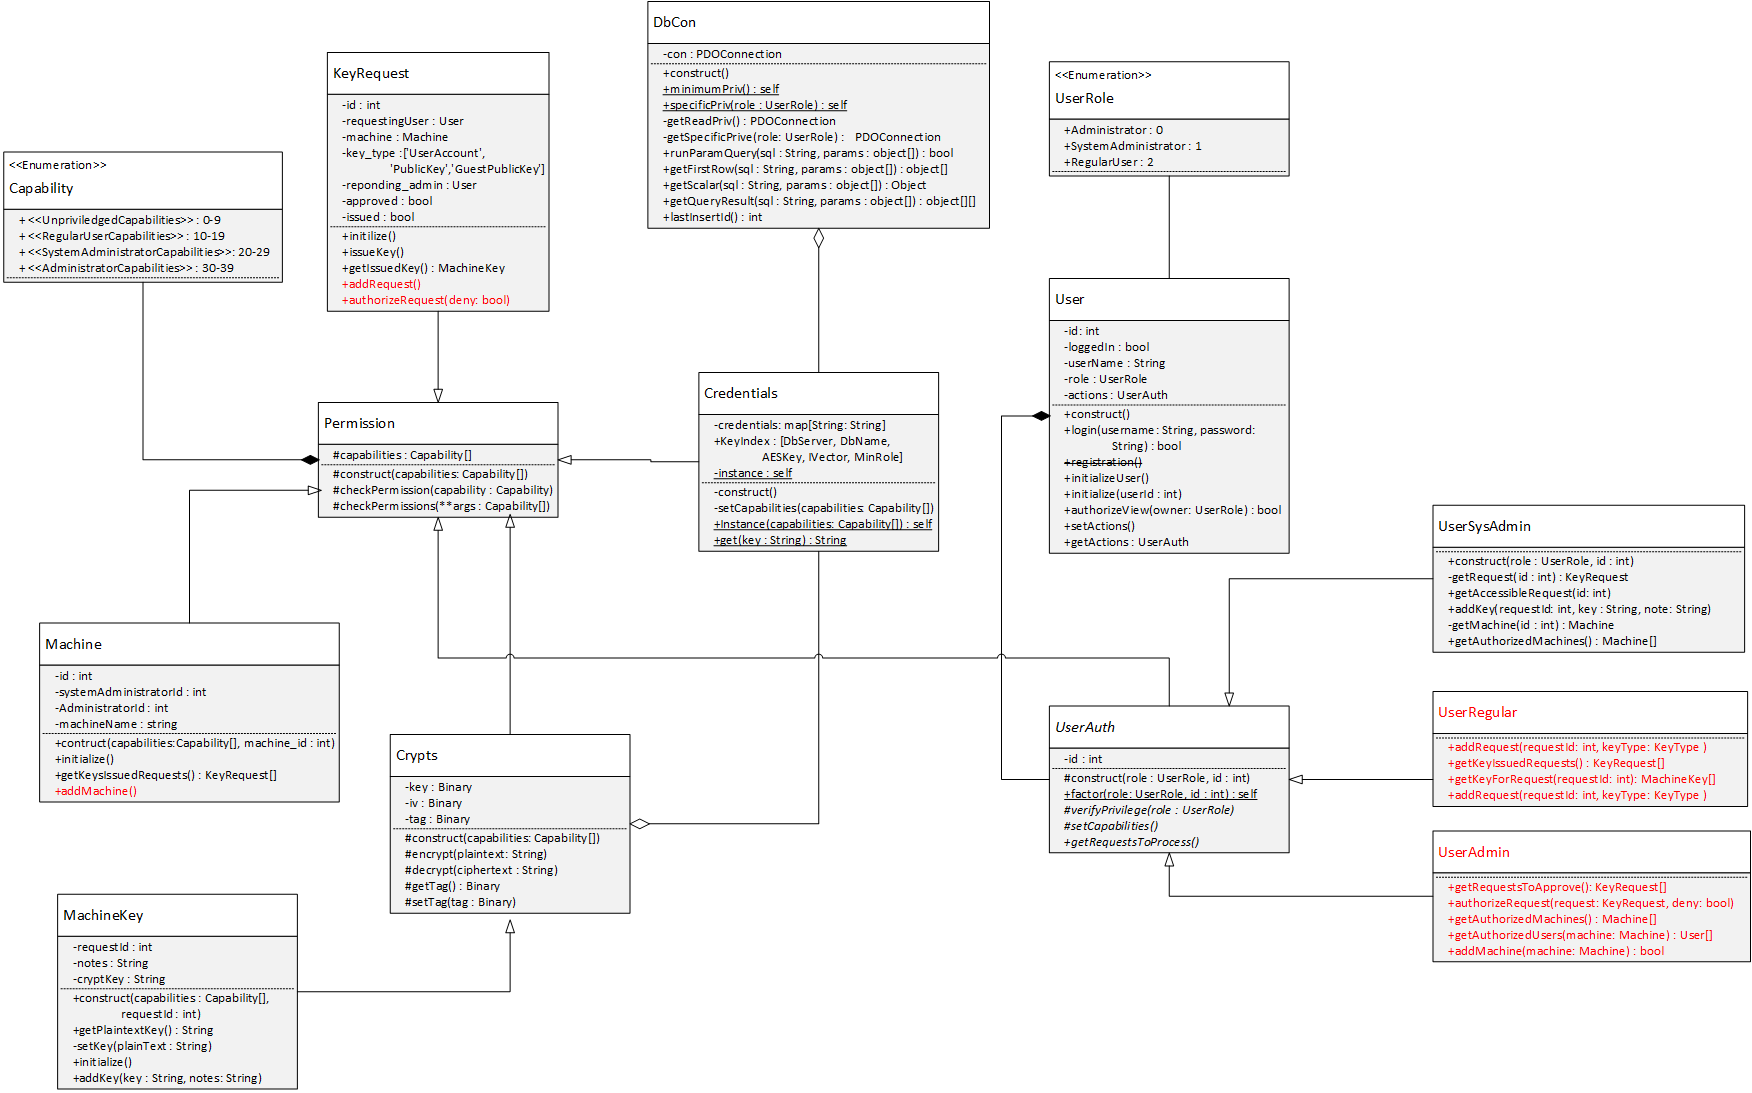 DbCon
-con : PDOConnection
+construct()
+minimumPriv() : self
+specificPriv(role : UserRole) : self
-getReadPriv() : PDOConnection
-getSpecificPrive(role: UserRole) : PDOConnection
+runParamQuery(sql : String, params : object[]) : bool
+getFirstRow(sql : String, params : object[]) : object[]
+getScalar(sql : String, params : object[]) : Object
+getQueryResult(sql : String, params : object[]) : object[][]
+lastInsertId() : int
KeyRequest
-id : int
-requestingUser : User
-machine : Machine
-key_type :['UserAccount',
'PublicKey','GuestPublicKey']
-reponding_admin : User
-approved : bool
-issued : bool
+initilize()
+issueKey()
+getIssuedKey() : MachineKey
+addRequest()
+authorizeRequest(deny: bool)
<<Enumeration>>
UserRole
+Administrator : 0
+SystemAdministrator : 1
+RegularUser : 2
<<Enumeration>>
Capability
+<<UnpriviledgedCapabilities>> : 0-9
+<<RegularUserCapabilities>> : 10-19
+<<SystemAdministratorCapabilities>>: 20-29
+<<AdministratorCapabilities>> : 30-39
User
-id: int
-loggedIn : bool
-userName : String
-role : UserRole
-actions : UserAuth
+construct()
+login(username : String, password:
String) : bool
+registration()
+initializeUser()
+initialize(userId : int)
+authorizeView(owner: UserRole) : bool
+setActions()
+getActions : UserAuth
Credentials
-credentials: map[String: String]
+KeyIndex : [DbServer, DbName,
AESKey, IVector, MinRole]
-instance : self
-construct()
-setCapabilities(capabilities: Capability[])
+Instance(capabilities: Capability[]) : self
+get(key : String) : String
Permission
#capabilities : Capability[]
#construct(capabilities: Capability[])
#checkPermission(capability : Capability)
#checkPermissions(**args : Capability[])
UserSysAdmin
+construct(role : UserRole, id : int)
-getRequest(id : int) : KeyRequest
+getAccessibleRequest(id: int)
+addKey(requestId: int, key : String, note: String)
-getMachine(id : int) : Machine
+getAuthorizedMachines() : Machine[]
Machine
-id : int
-systemAdministratorId : int
-AdministratorId : int
-machineName : string
+contruct(capabilities:Capability[], machine_id : int)
+initialize()
+getKeysIssuedRequests() : KeyRequest[]
+addMachine()
UserRegular
+addRequest(requestId: int, keyType: KeyType )
+getKeyIssuedRequests() : KeyRequest[]
+getKeyForRequest(requestId: int): MachineKey[]
+addRequest(requestId: int, keyType: KeyType )
UserAuth
-id : int
#construct(role : UserRole, id : int)
+factor(role: UserRole, id : int) : self
#verifyPrivilege(role : UserRole)
#setCapabilities()
+getRequestsToProcess()
Crypts
-key : Binary
-iv : Binary
-tag : Binary
#construct(capabilities: Capability[])
#encrypt(plaintext: String)
#decrypt(ciphertext : String)
#getTag() : Binary
#setTag(tag : Binary)
UserAdmin
+getRequestsToApprove(): KeyRequest[]
+authorizeRequest(request: KeyRequest, deny: bool)
+getAuthorizedMachines() : Machine[]
+getAuthorizedUsers(machine: Machine) : User[]
+addMachine(machine: Machine) : bool
MachineKey
-requestId : int
-notes : String
-cryptKey : String
+construct(capabilities : Capability[],
requestId : int)
+getPlaintextKey() : String
-setKey(plainText : String)
+initialize()
+addKey(key : String, notes: String)